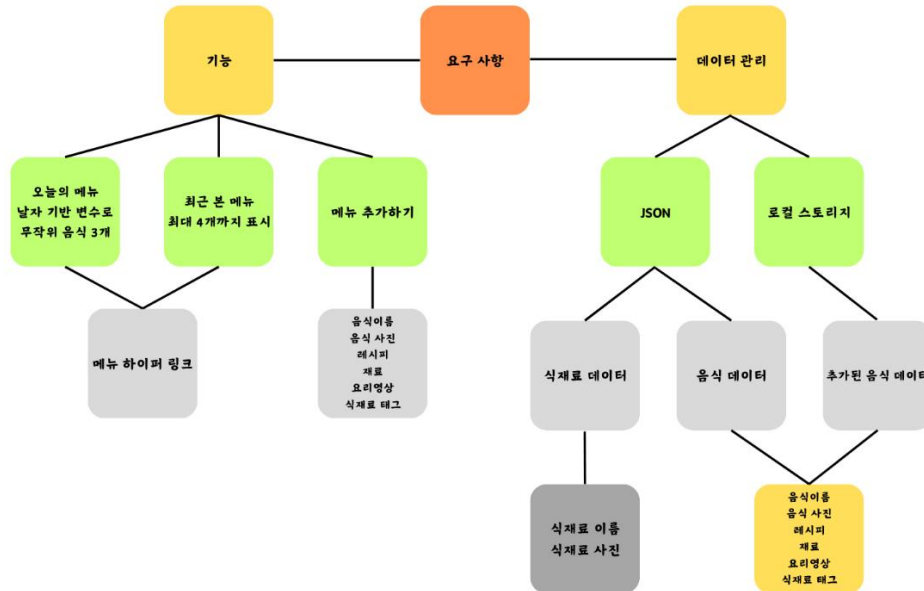 기능
요구 사항
데이터 관리
오늘의 메뉴
날자 기반 변수로
무작위 음식 3개
최근 본 메뉴
최대 4개까지 표시
메뉴 추가하기
JSON
로컬 스토리지
메뉴 하이퍼 링크
음식이름
음식 사진
레시피
재료
요리영상
식재료 태그
식재료 데이터
음식 데이터
추가된 음식 데이터
식재료 이름
식재료 사진
음식이름
음식 사진
레시피
재료
요리영상
식재료 태그